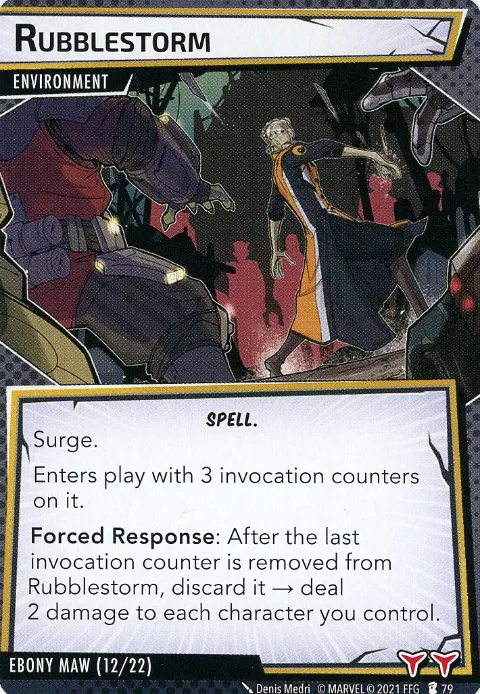 RUBBLESTORM
ENVIRONMENT
SPELL.
Surge.
Enters play with 3 invocation counters
on it.
Forced Response: After the last
invocation counter is removed from
Rubblestorm, discard it → deal
2 damage to each character you control.
EBONY MAW (12/22)
Denis Medri © MARVEL © 2021 FFG 79